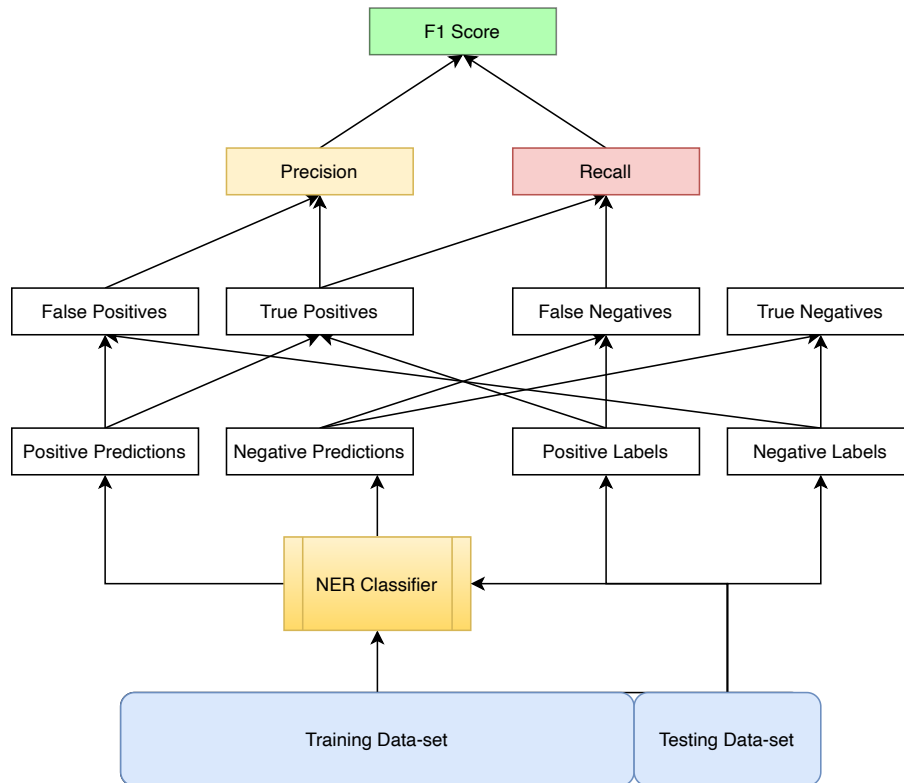 F1 Score
Precision
Recall
False Positives
True Positives
False Negatives
True Negatives
Positive Predictions
Negative Predictions
Positive Labels
Negative Labels
NER Classifier
Training Data-set
Testing Data-set